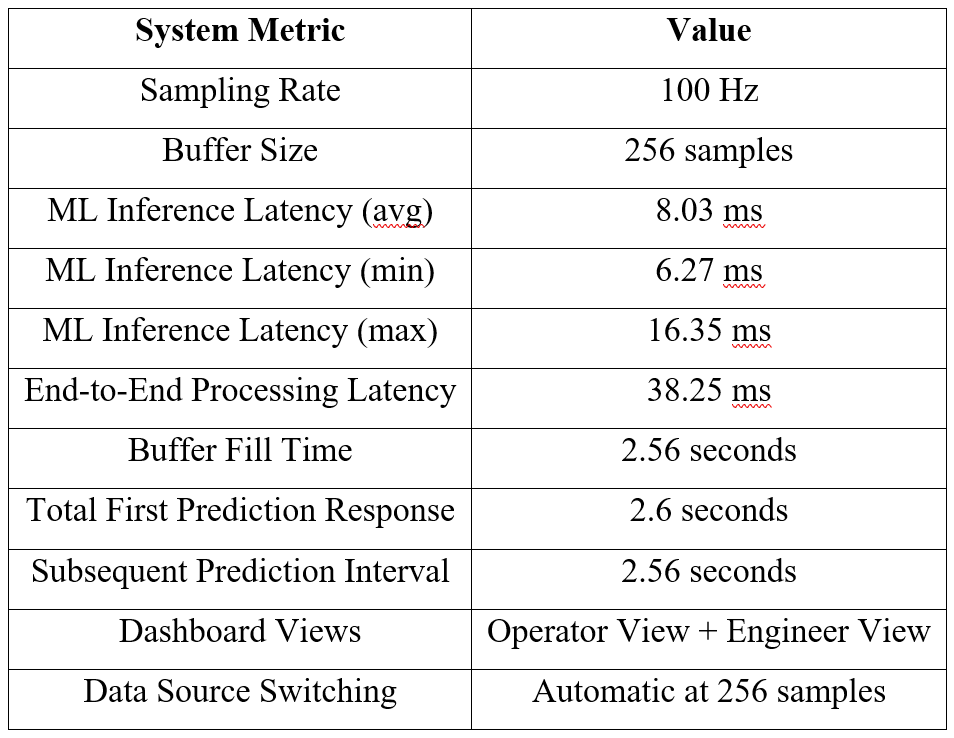 System Metric Value
Sampling Rate 100 Hz
Buffer Size 256 samples
ML Inference Latency (avg) 8.03 ms
ML Inference Latency (min) 6.27 ms
ML Inference Latency (max) 16.35 ms
End-to-End Processing Latency 38.25 ms
Buffer Fill Time 2.56 seconds
Total First Prediction Response 2.6 seconds
Subsequent Prediction Interval 2.56 seconds
Dashboard Views Operator View + Engineer View
Data Source Switching Automatic at 256 samples